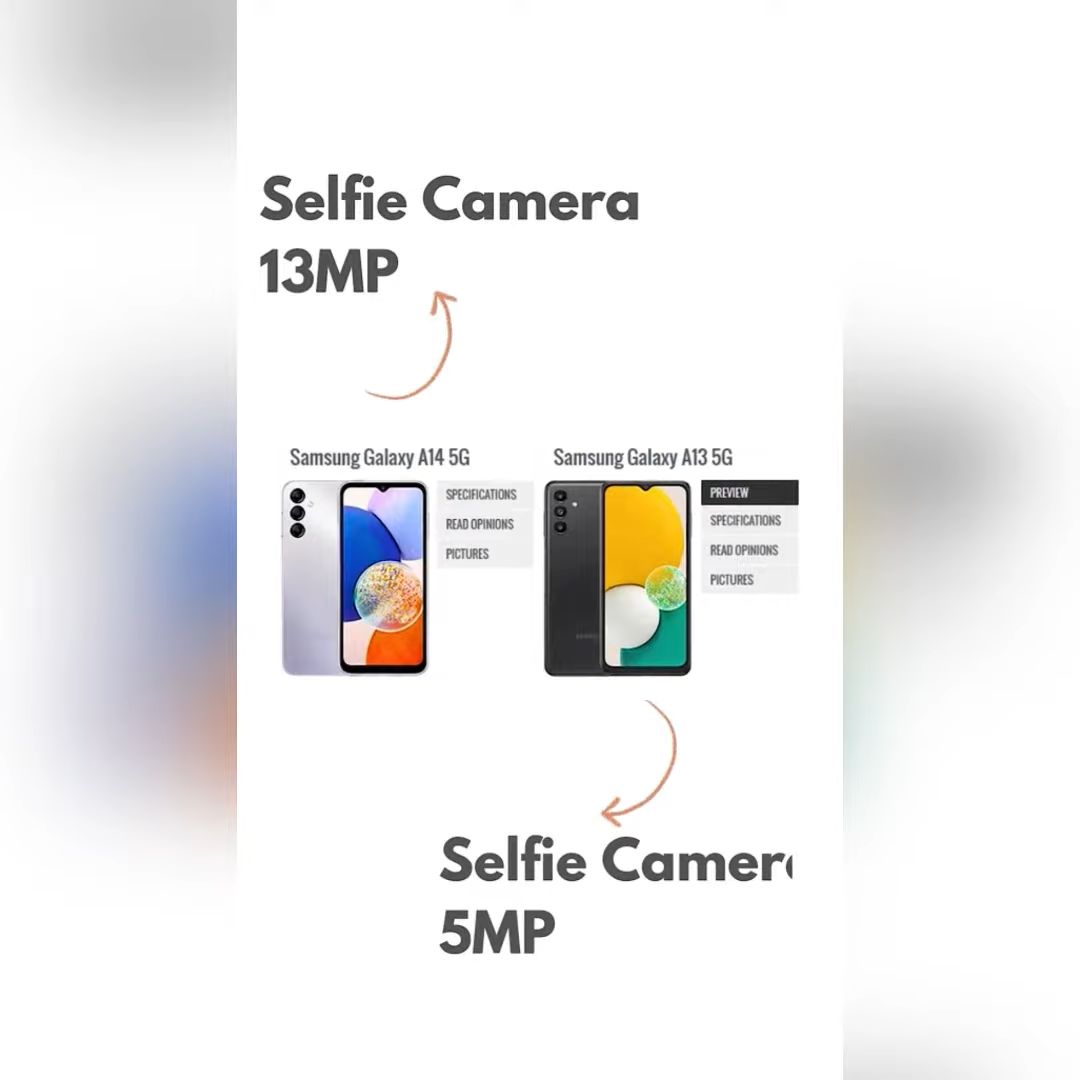 Selfie Camera
13MP
Samsung Galaxy A14 5G
SPECIFICATIONS
READ OPINIONS
PICTURES
Samsung Galaxy A13 5G
PREVIEW
SPECIFICATIONS
READ OPINIONS
PICTURES
Selfie Camer
5MP